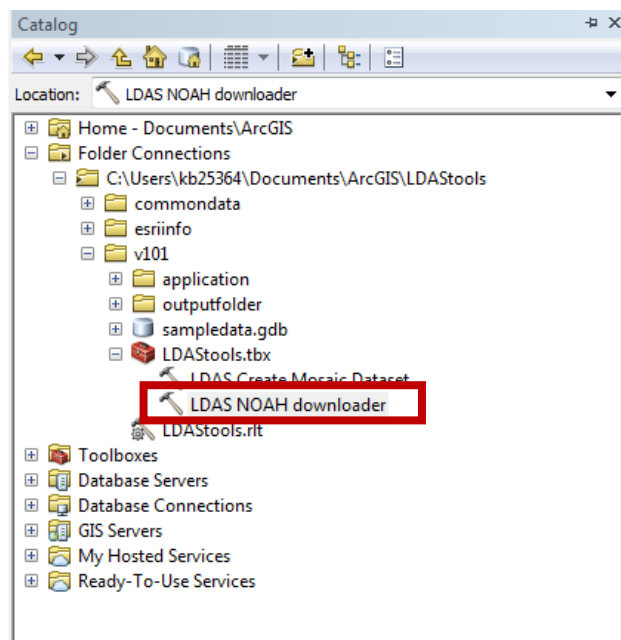 Catalog
Location: LDAS NOAH downloader
Home - Documents\ArcGIS
Folder Connections
C:\Users\kb25364\Documents\ArcGIS\LDAStools
commondata
esriinfo
v101
application
outputfolder
sampledata.gdb
LDAStools.tbx
LDAS Create Mosaic Dataset
LDAS NOAH downloader
LDAStools.rlt
Toolboxes
Database Servers
Database Connections
GIS Servers
My Hosted Services
Ready-To-Use Services